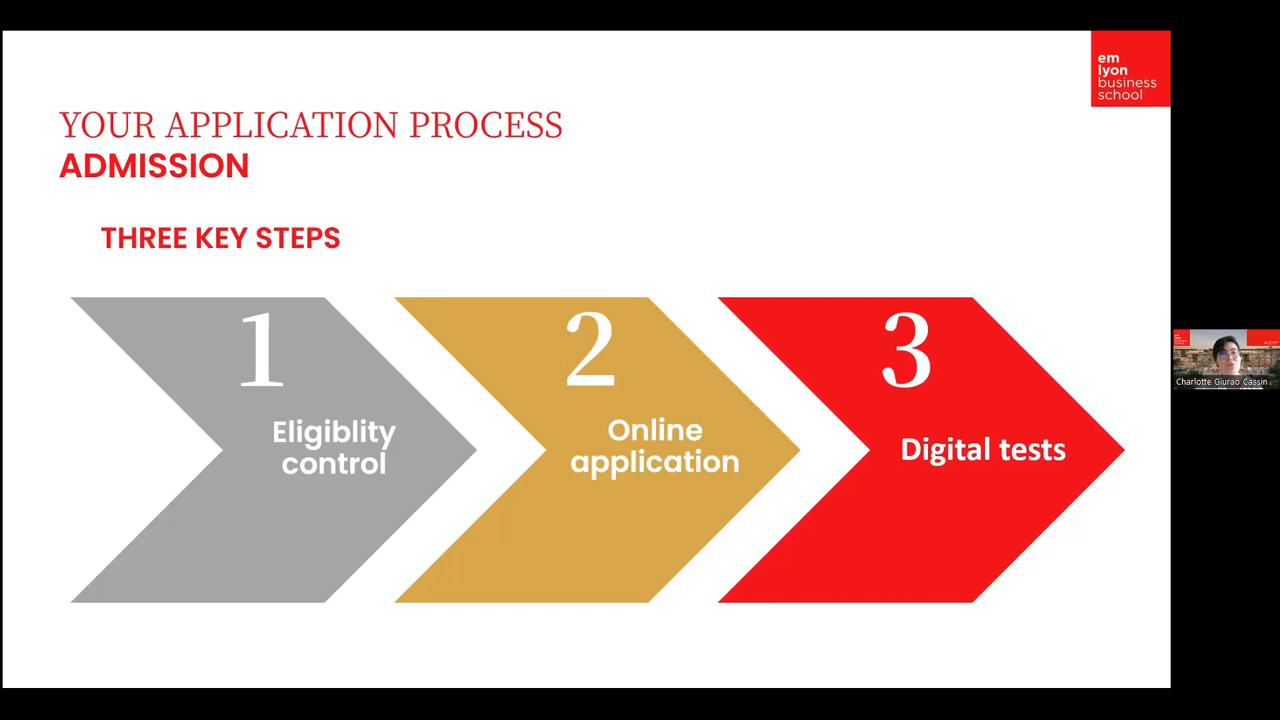 em
lyon
business
school
YOUR APPLICATION PROCESS
ADMISSION
THREE KEY STEPS
1
Eligiblity
control
2
Online
application
3
Digital tests
Charlotte Giurao Cassin